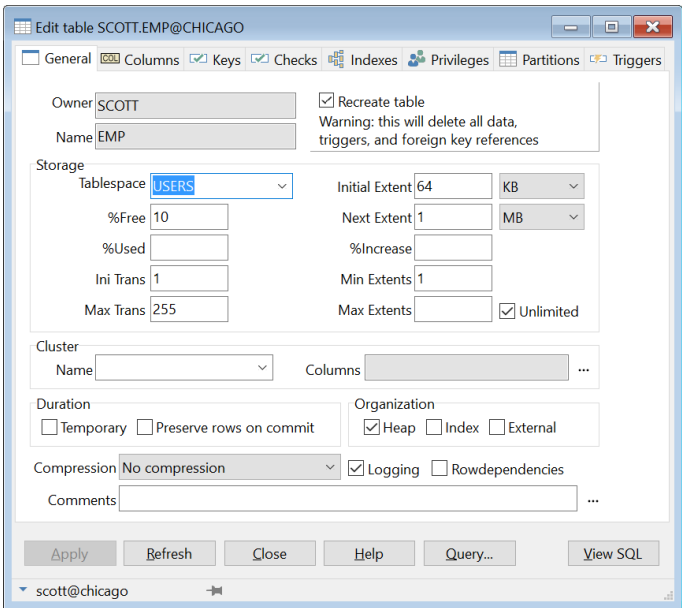 Edit table SCOTT.EMP@CHICAGO
General COL Columns Keys Checks Indexes Privileges Partitions Triggers
Owner SCOTT
Recreate table
Name EMP
Warning: this will delete all data,
triggers, and foreign key references
Storage
Tablespace USERS Initial Extent 64 KB
%Free 10 Next Extent 1 MB
%Used %Increase
Ini Trans 1 Min Extents 1
Max Trans 255 Max Extents Unlimited
Cluster
Name Columns ...
Duration Organization
Temporary Preserve rows on commit Heap Index External
Compression No compression Logging Rowdependencies
Comments ...
Apply Refresh Close Help Query... View SQL
scott@chicago